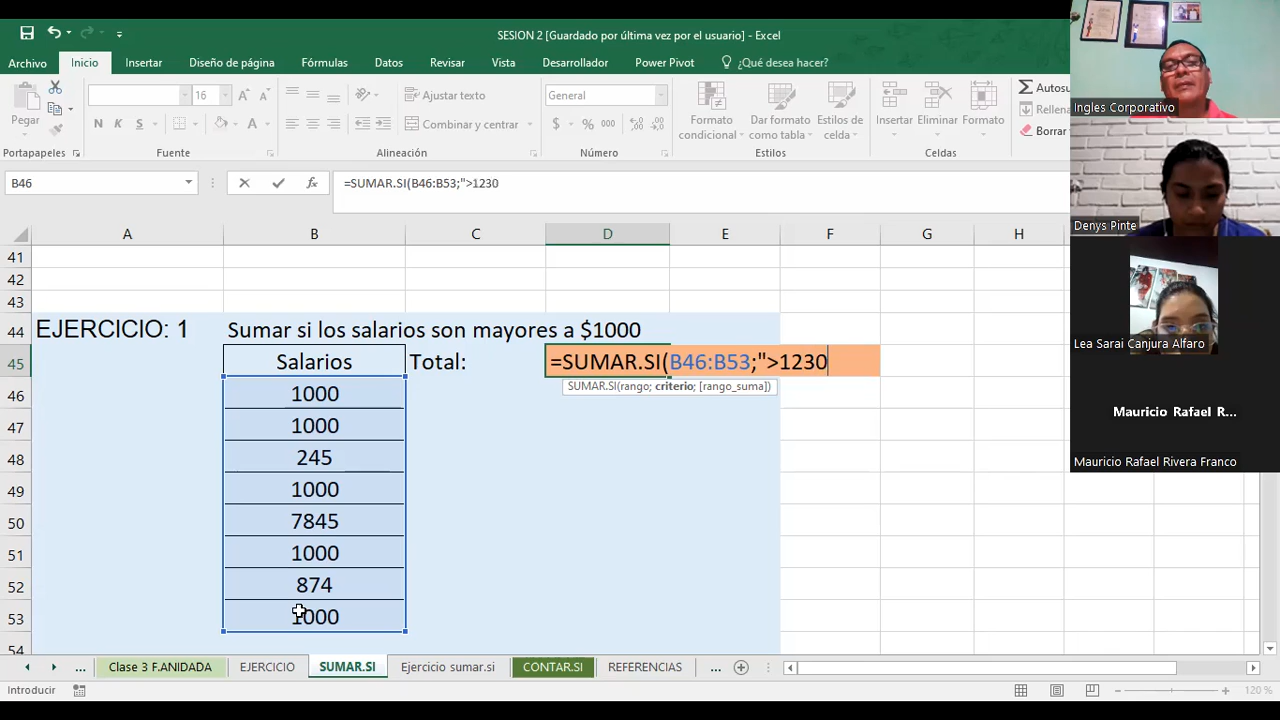 SESION 2 [Guardado por última vez por el usuario] - Excel
Archivo Inicio Insertar Diseño de página Fórmulas Datos Revisar Vista Desarrollador Power Pivot ¿Qué desea hacer?
Pegar
16
Ajustar texto
Combinar y centrar
General
Formato condicional
Dar formato como tabla
Estilos de celda
Insertar Eliminar Formato
Autosu
Rellena
Borrar
N K S
$ % 000
Portapapeles Fuente Alineación Número Estilos Celdas
B46 fx =SUMAR.SI(B46:B53;">1230
A B C D E F G H
41
42
43
44 EJERCICIO: 1 Sumar si los salarios son mayores a $1000
45 Salarios Total: =SUMAR.SI(B46:B53;">1230
SUMAR.SI(rango; criterio; [rango_suma])
46 1000
47 1000
48 245
49 1000
50 7845
51 1000
52 874
53 1000
54
... Clase 3 F.ANIDADA EJERCICIO SUMAR.SI Ejercicio sumar.si CONTAR.SI REFERENCIAS ...
Introducir 120 %
Ingles Corporativo
Denys Pinte
Lea Sarai Canjura Alfaro
Mauricio Rafael R...
Mauricio Rafael Rivera Franco